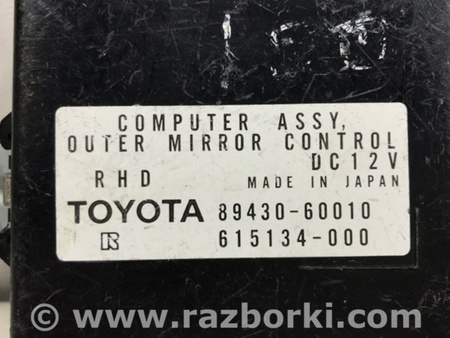 COMPUTER ASSY,
OUTER MIRROR CONTROL
DC12V
RHD MADE IN JAPAN
TOYOTA 89430-60010
R 615134-000
© www.razborki.com